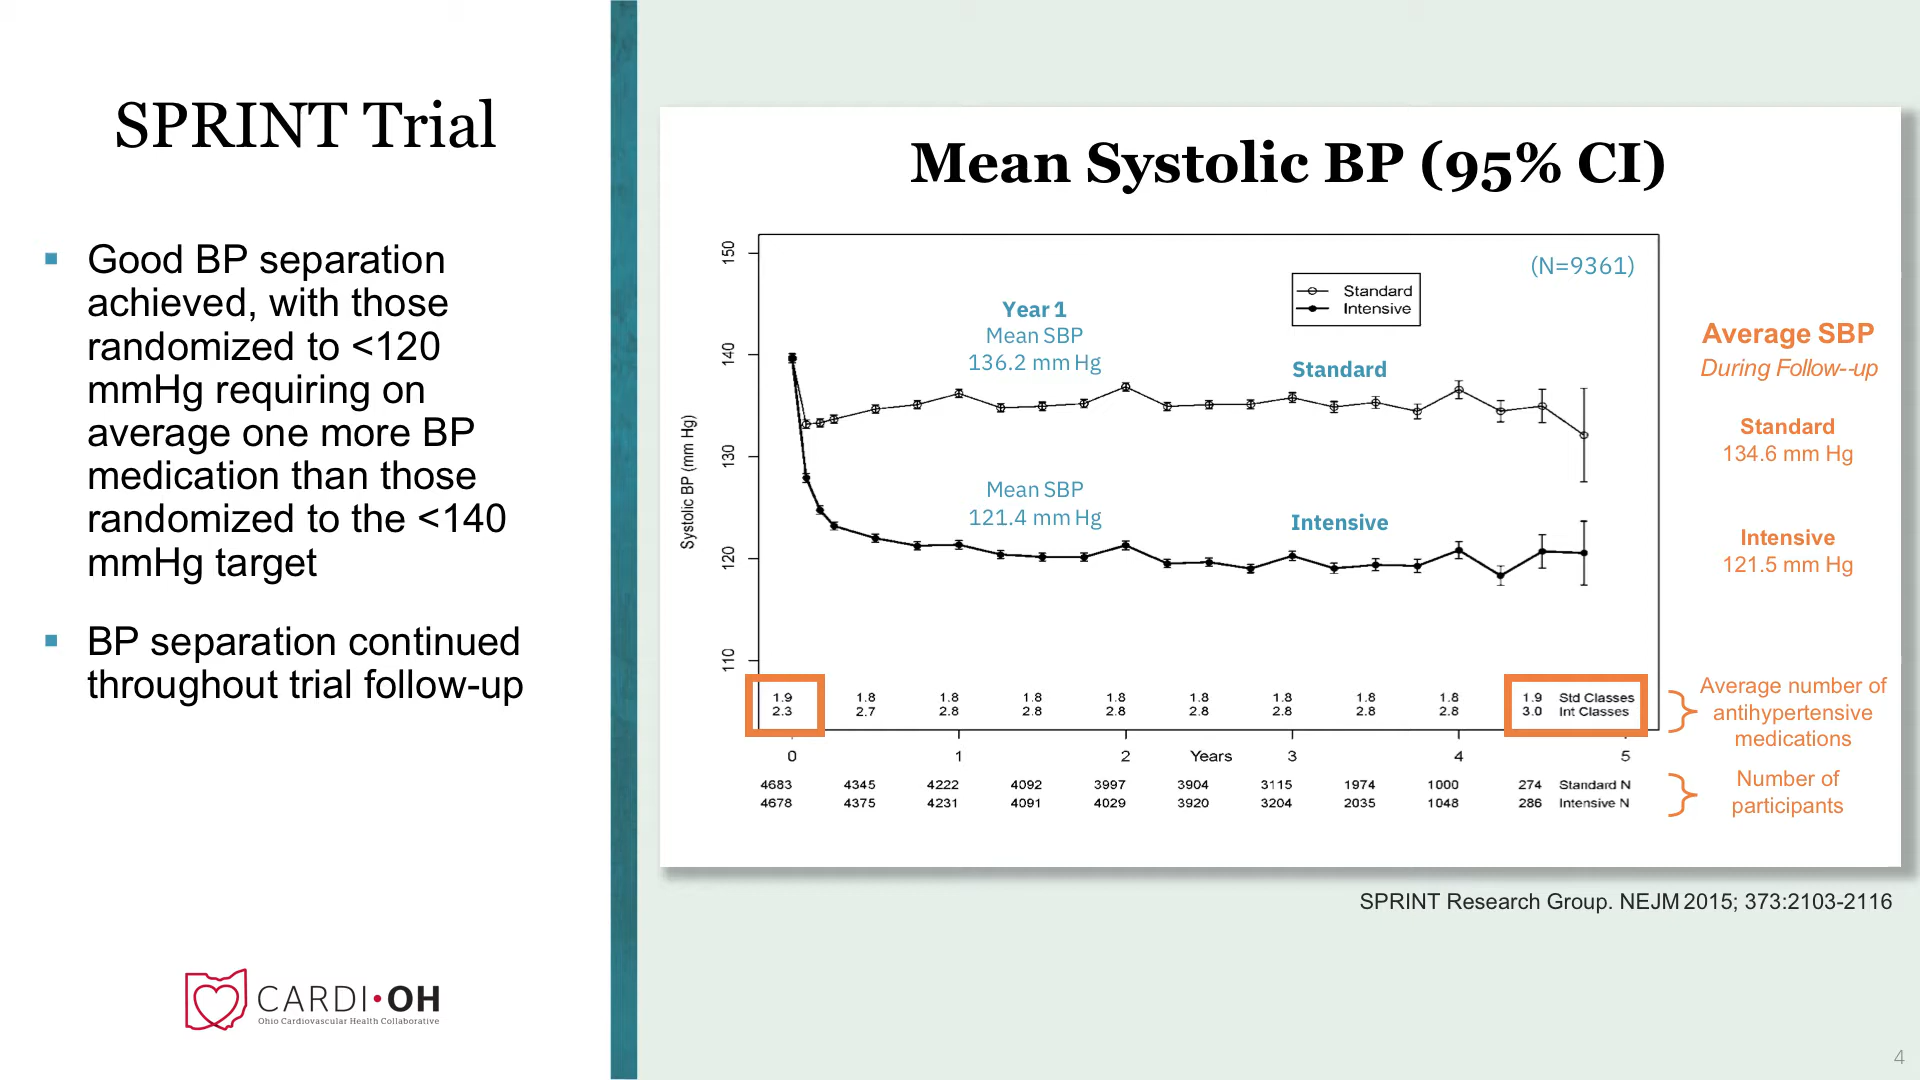 SPRINT Trial
▪ Good BP separation
achieved, with those
randomized to <120
mmHg requiring on
average one more BP
medication than those
randomized to the <140
mmHg target
▪ BP separation continued
throughout trial follow-up
CARDI•OH
Ohio Cardiovascular Health Collaborative
Mean Systolic BP (95% CI)
(N=9361)
Standard
Intensive
Year 1
Mean SBP
136.2 mm Hg
Standard
Mean SBP
121.4 mm Hg
Intensive
Systolic BP (mm Hg)
150
140
130
120
110
1.9 1.8 1.8 1.8 1.8 1.8 1.8 1.8 1.8 1.9 Std Classes
2.3 2.7 2.8 2.8 2.8 2.8 2.8 2.8 2.8 3.0 Int Classes
0 1 2 Years 3 4 5
4683 4345 4222 4092 3997 3904 3115 1974 1000 274 Standard N
4678 4375 4231 4091 4029 3920 3204 2035 1048 286 Intensive N
Average SBP
During Follow--up
Standard
134.6 mm Hg
Intensive
121.5 mm Hg
Average number of
antihypertensive
medications
Number of
participants
SPRINT Research Group. NEJM 2015; 373:2103-2116
4